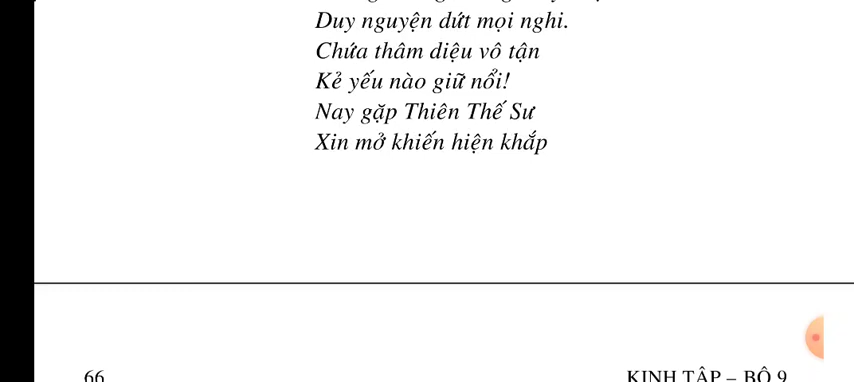 Duy nguyện dứt mọi nghi.
Chứa thâm diệu vô tận
Kẻ yếu nào giữ nổi!
Nay gặp Thiên Thế Sư
Xin mở khiến hiện khắp
66
KINH TẬP – BỘ 9